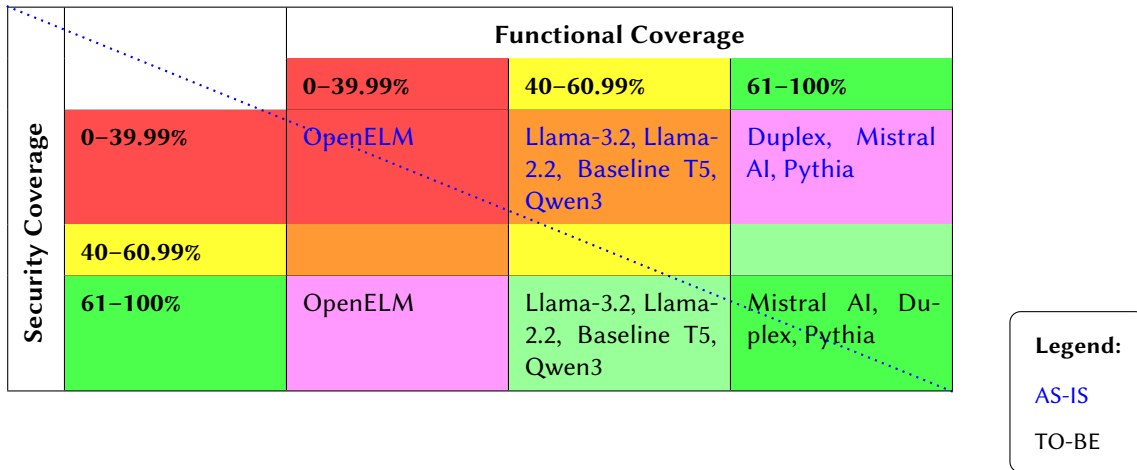 Functional Coverage
0–39.99% 40–60.99% 61–100%
Security Coverage
0–39.99% OpenELM Llama-3.2, Llama- Duplex, Mistral
2.2, Baseline T5, AI, Pythia
Qwen3
40–60.99%
61–100% OpenELM Llama-3.2, Llama- Mistral AI, Du-
2.2, Baseline T5, plex, Pythia
Qwen3
Legend:
AS-IS
TO-BE